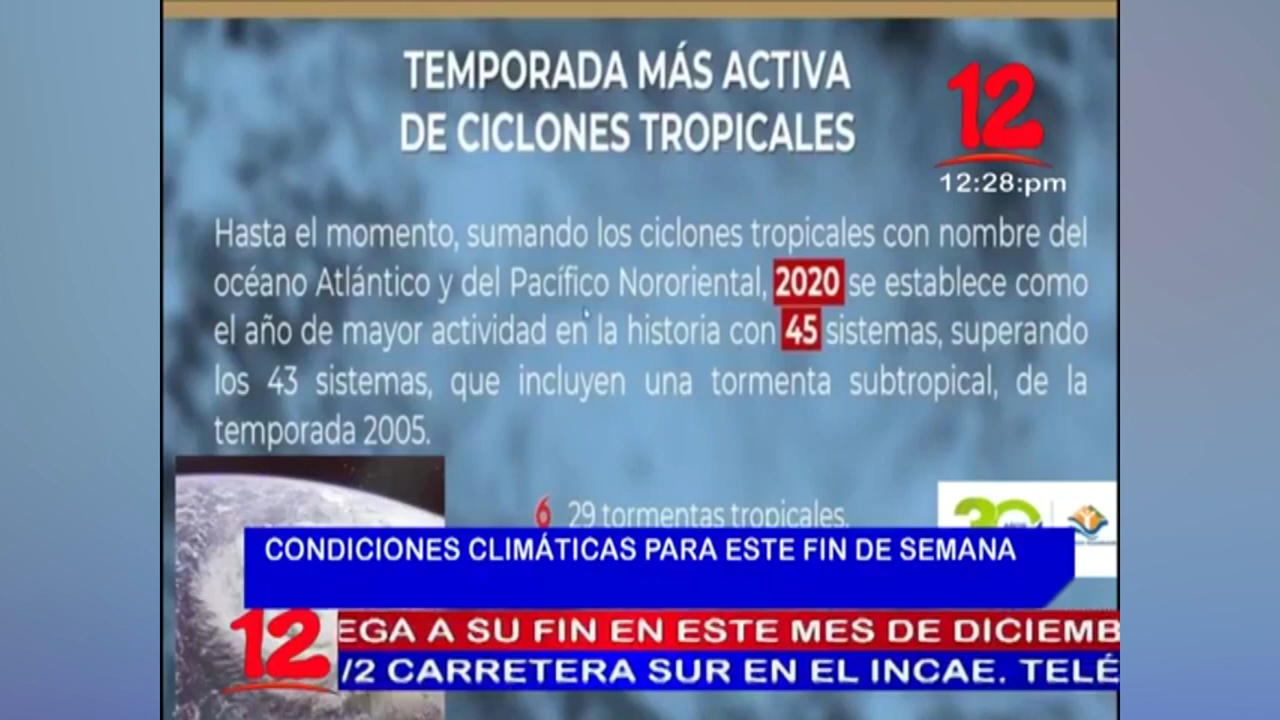 TEMPORADA MÁS ACTIVA
DE CICLONES TROPICALES
12
12:28:pm
Hasta el momento, sumando los ciclones tropicales con nombre del
océano Atlántico y del Pacífico Nororiental, 2020 se establece como
el año de mayor actividad en la historia con 45 sistemas, superando
los 43 sistemas, que incluyen una tormenta subtropical, de la
temporada 2005.
29 tormentas tropicales.
CONDICIONES CLIMÁTICAS PARA ESTE FIN DE SEMANA
12
EGA A SU FIN EN ESTE MES DE DICIEMB
/2 CARRETERA SUR EN EL INCAE. TELÉ